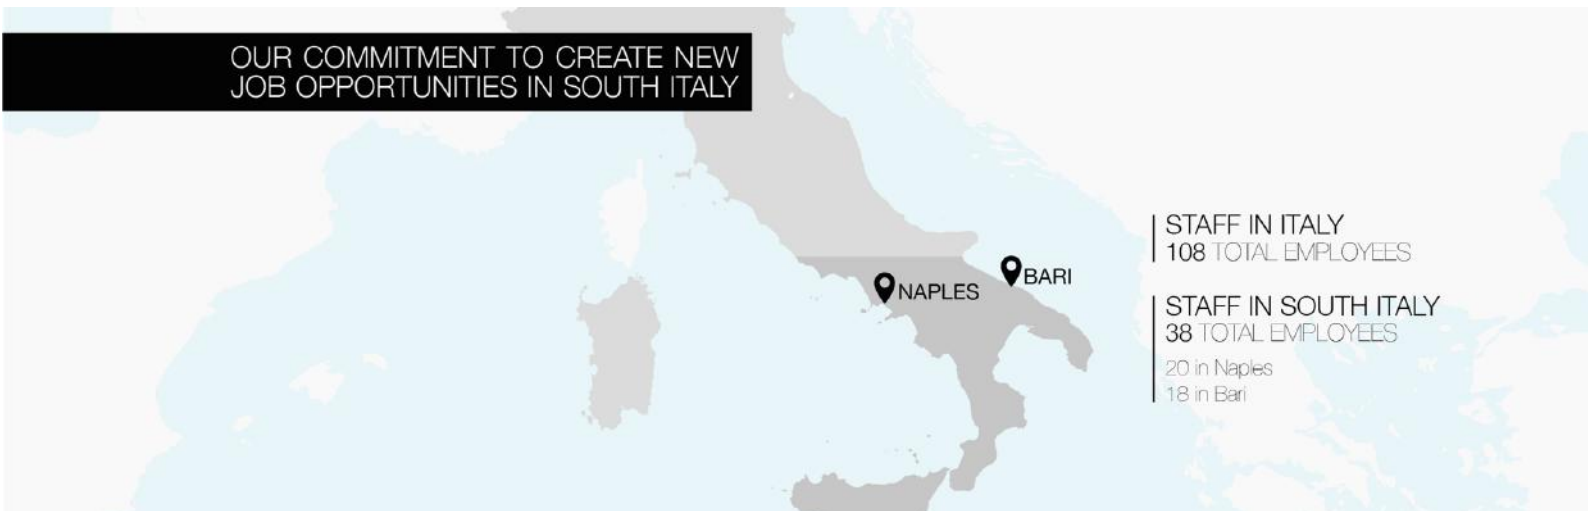 OUR COMMITMENT TO CREATE NEW
JOB OPPORTUNITIES IN SOUTH ITALY
NAPLES
BARI
STAFF IN ITALY
108 TOTAL EMPLOYEES
STAFF IN SOUTH ITALY
38 TOTAL EMPLOYEES
20 in Naples
18 in Bari